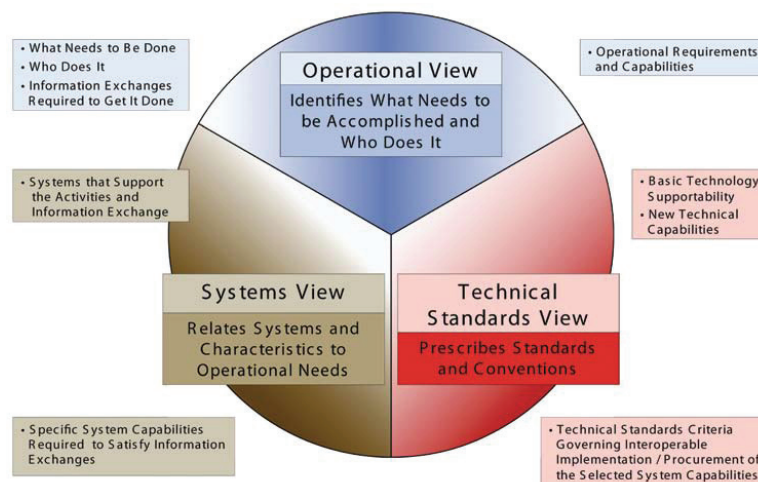 • What Needs to Be Done
• Who Does It
• Information Exchanges
Required to Get It Done
Operational View
Identifies What Needs to
be Accomplished and
Who Does It
• Operational Requirements
and Capabilities
• Systems that Support
the Activities and
Information Exchange
• Basic Technology
Supportability
• New Technical
Capabilities
Systems View
Relates Systems and
Characteristics to
Operational Needs
Technical
Standards View
Prescribes Standards
and Conventions
• Specific System Capabilities
Required to Satisfy Information
Exchanges
• Technical Standards Criteria
Governing Interoperable
Implementation / Procurement of
the Selected System Capabilities